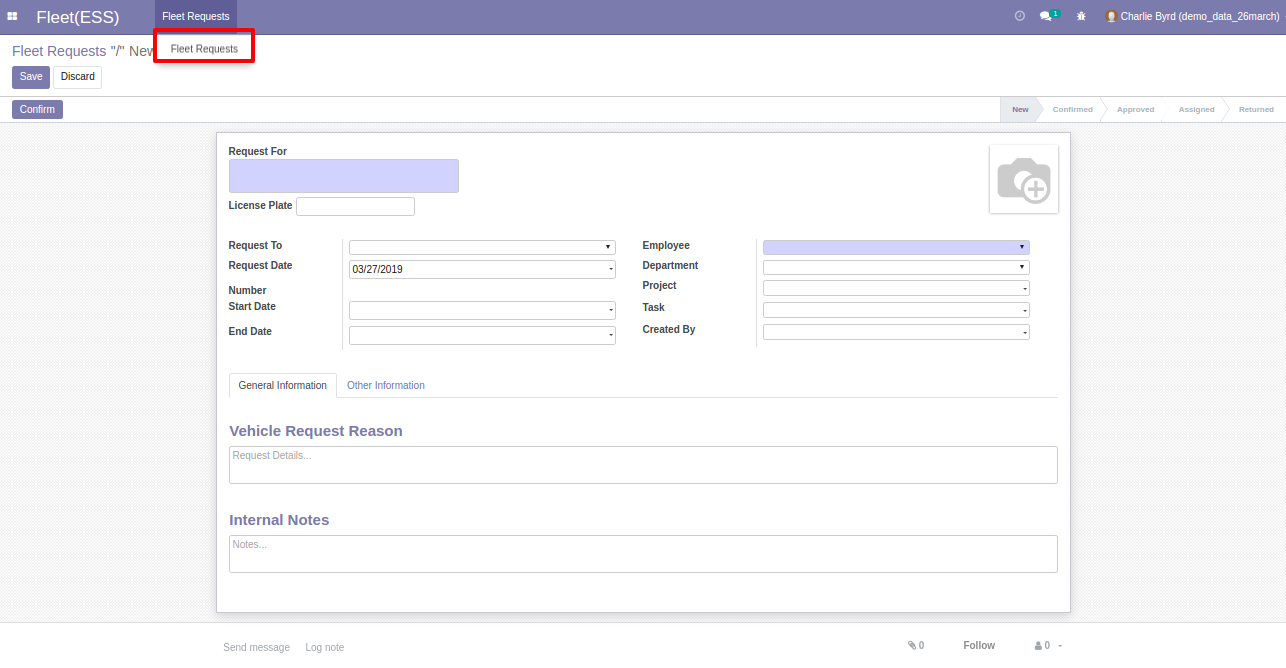 Fleet(ESS) Fleet Requests 1 Charlie Byrd (demo_data_26march)
Fleet Requests "/" New Fleet Requests
Save Discard
Confirm New Confirmed Approved Assigned Returned
Request For
License Plate
Request To Employee
Request Date 03/27/2019 Department
Number Project
Start Date Task
End Date Created By
General Information Other Information
Vehicle Request Reason
Request Details...
Internal Notes
Notes...
Send message Log note 0 Follow 0